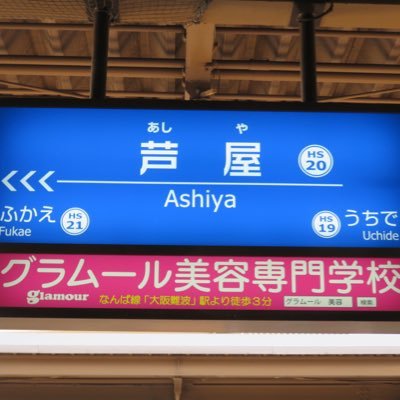 あし や
芦 屋
HS
20
<<<
Ashiya
ふかえ
Fukae
HS
21
HS
19
うちで
Uchide
グラムール美容専門学校
glamour
なんば線「大阪難波」駅より徒歩3分
グラムール 美容 検索